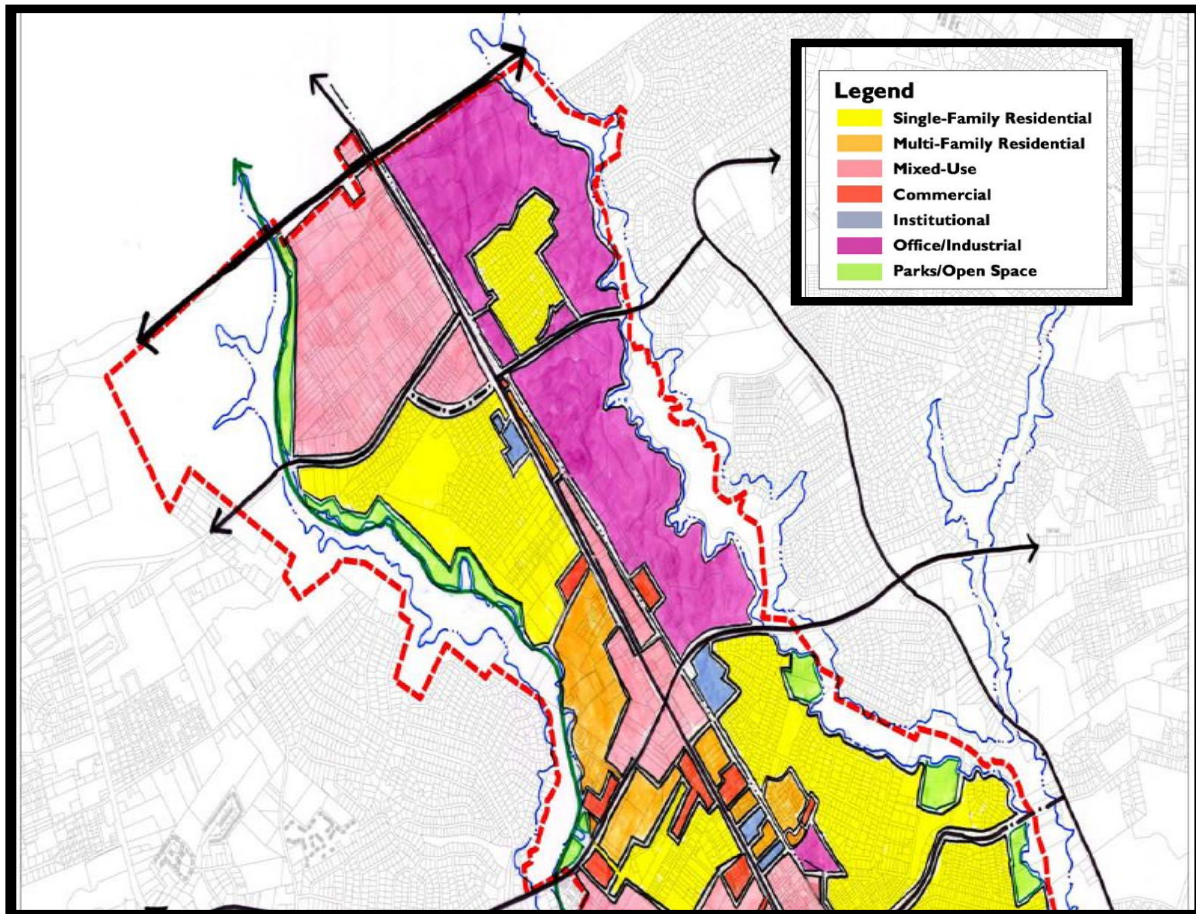 Legend
Single-Family Residential
Multi-Family Residential
Mixed-Use
Commercial
Institutional
Office/Industrial
Parks/Open Space